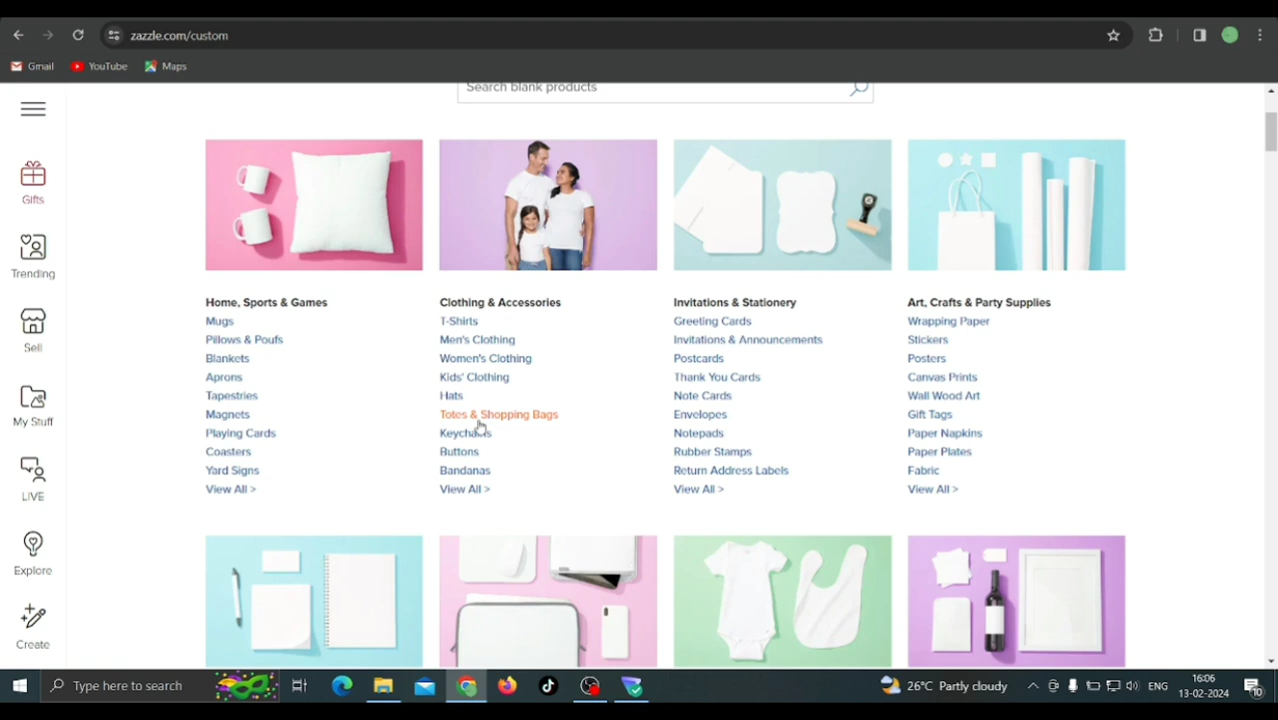 zazzle.com/custom
Gmail YouTube Maps
Search blank products
Gifts
Trending
Sell
My Stuff
LIVE
Explore
Create
Home, Sports & Games
Mugs
Pillows & Poufs
Blankets
Aprons
Tapestries
Magnets
Playing Cards
Coasters
Yard Signs
View All >
Clothing & Accessories
T-Shirts
Men's Clothing
Women's Clothing
Kids' Clothing
Hats
Totes & Shopping Bags
Keychains
Buttons
Bandanas
View All >
Invitations & Stationery
Greeting Cards
Invitations & Announcements
Postcards
Thank You Cards
Note Cards
Envelopes
Notepads
Rubber Stamps
Return Address Labels
View All >
Art, Crafts & Party Supplies
Wrapping Paper
Stickers
Posters
Canvas Prints
Wall Wood Art
Gift Tags
Paper Napkins
Paper Plates
Fabric
View All >
Type here to search
26°C Partly cloudy
ENG
16:06
13-02-2024
10